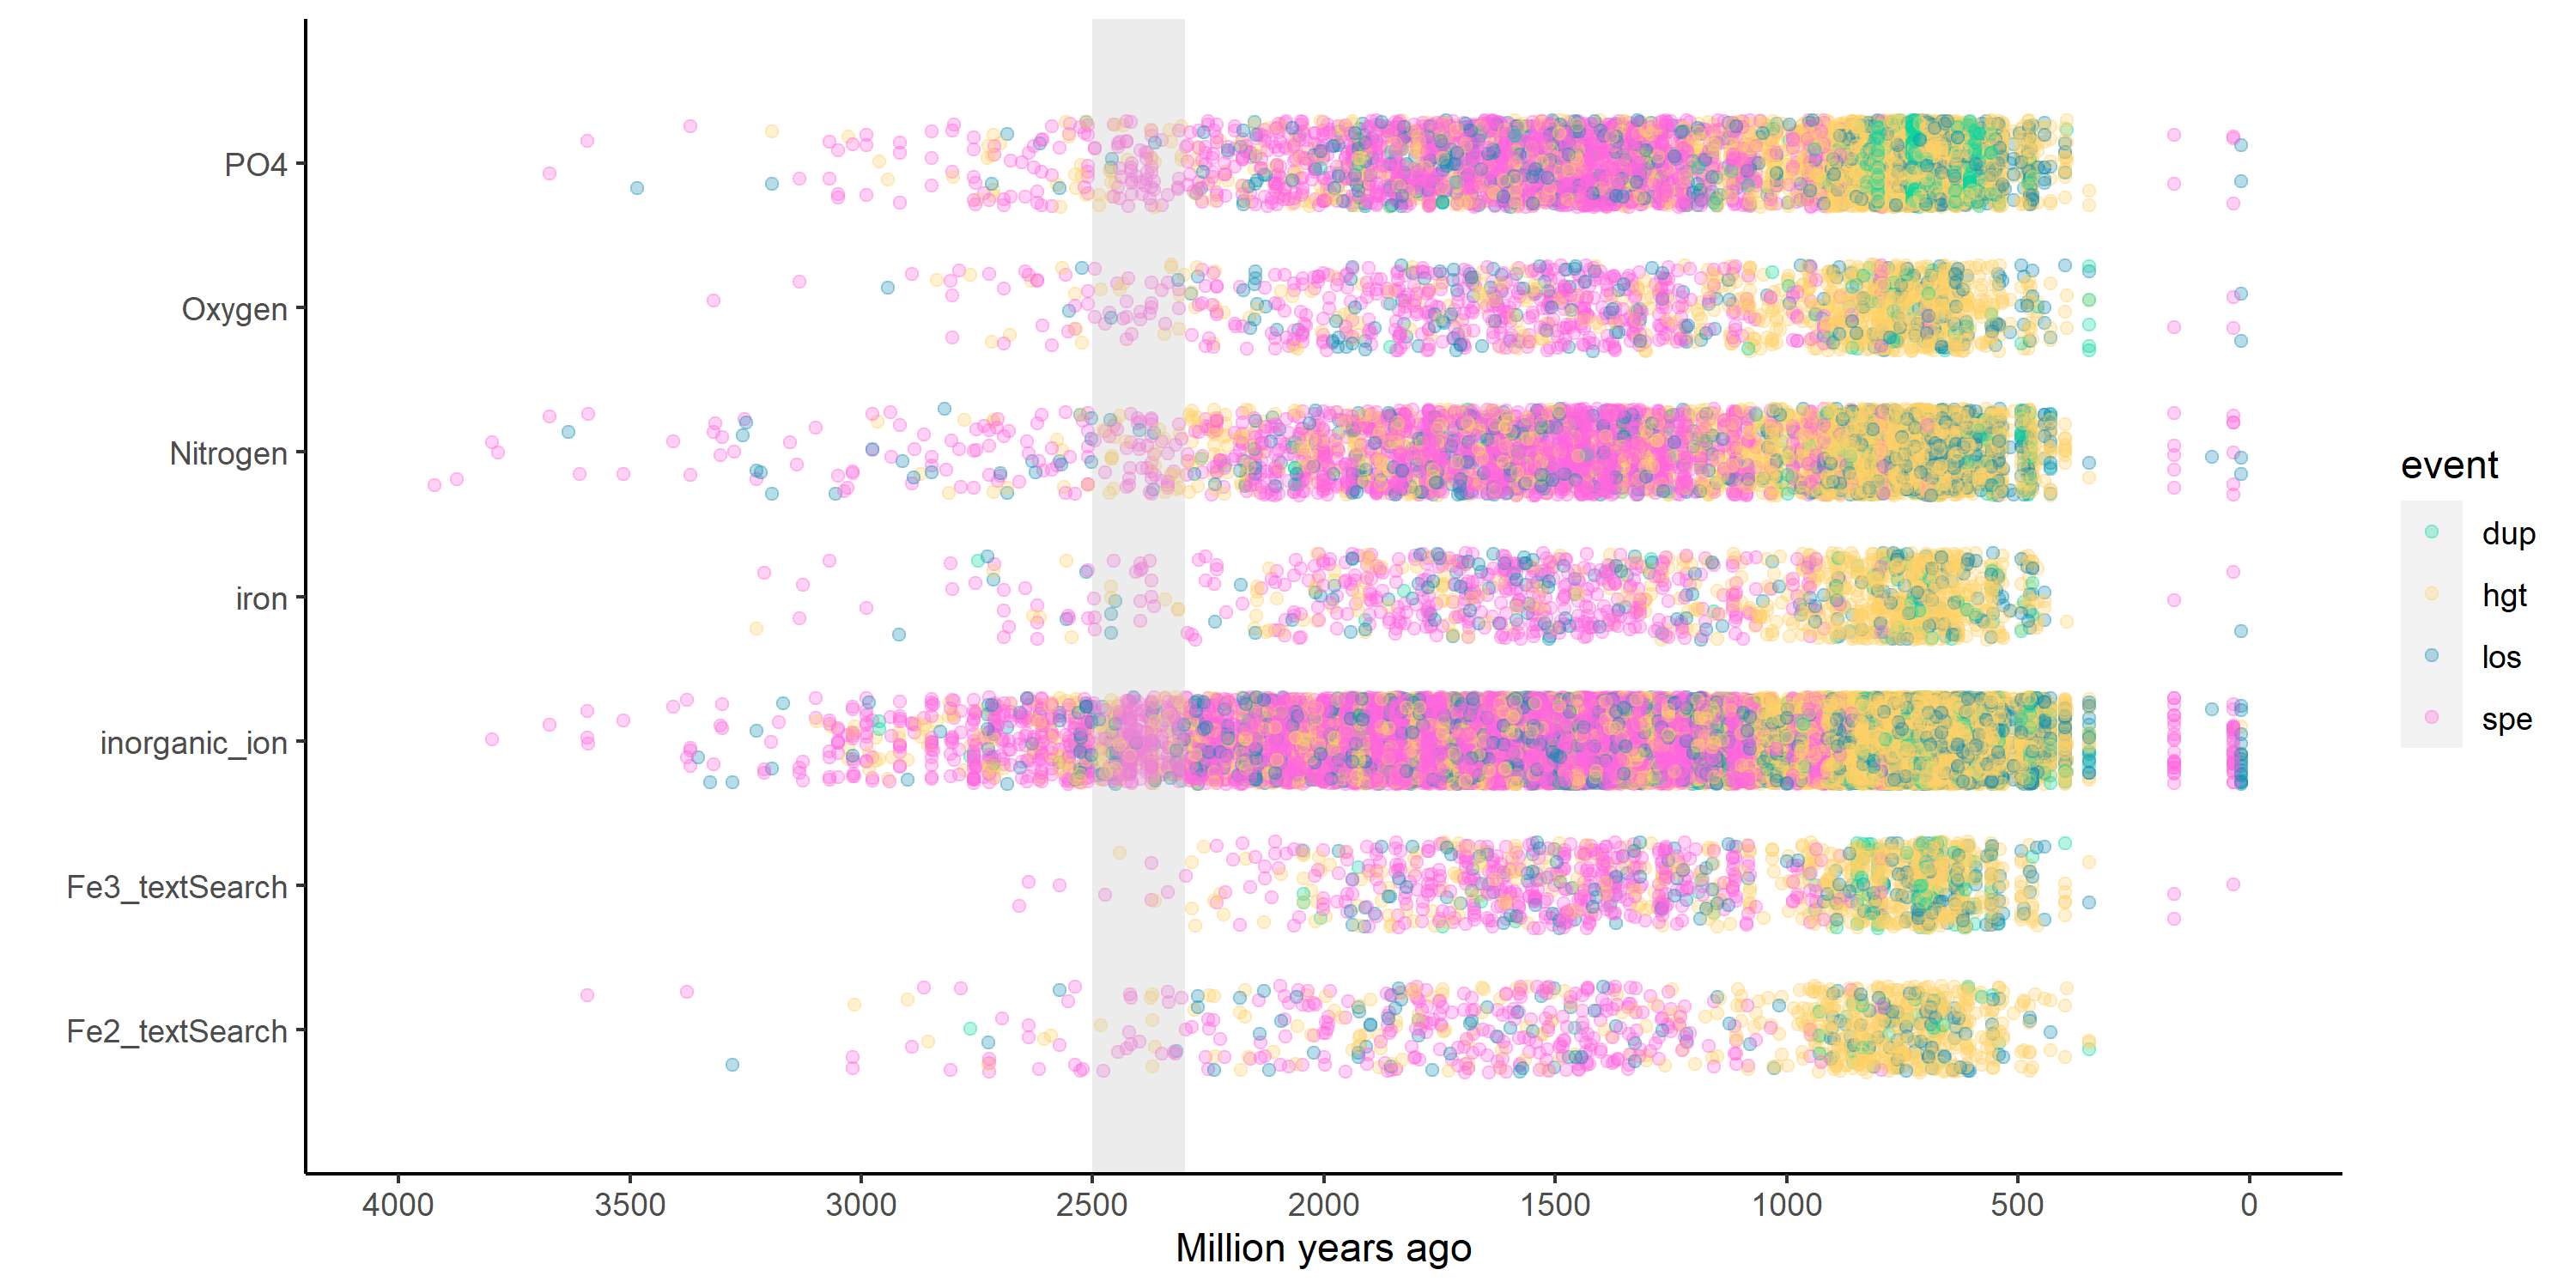 PO4
Oxygen
Nitrogen
iron
inorganic_ion
Fe3_textSearch
Fe2_textSearch
4000 3500 3000 2500 2000 1500 1000 500 0
Million years ago
event
dup
hgt
los
spe